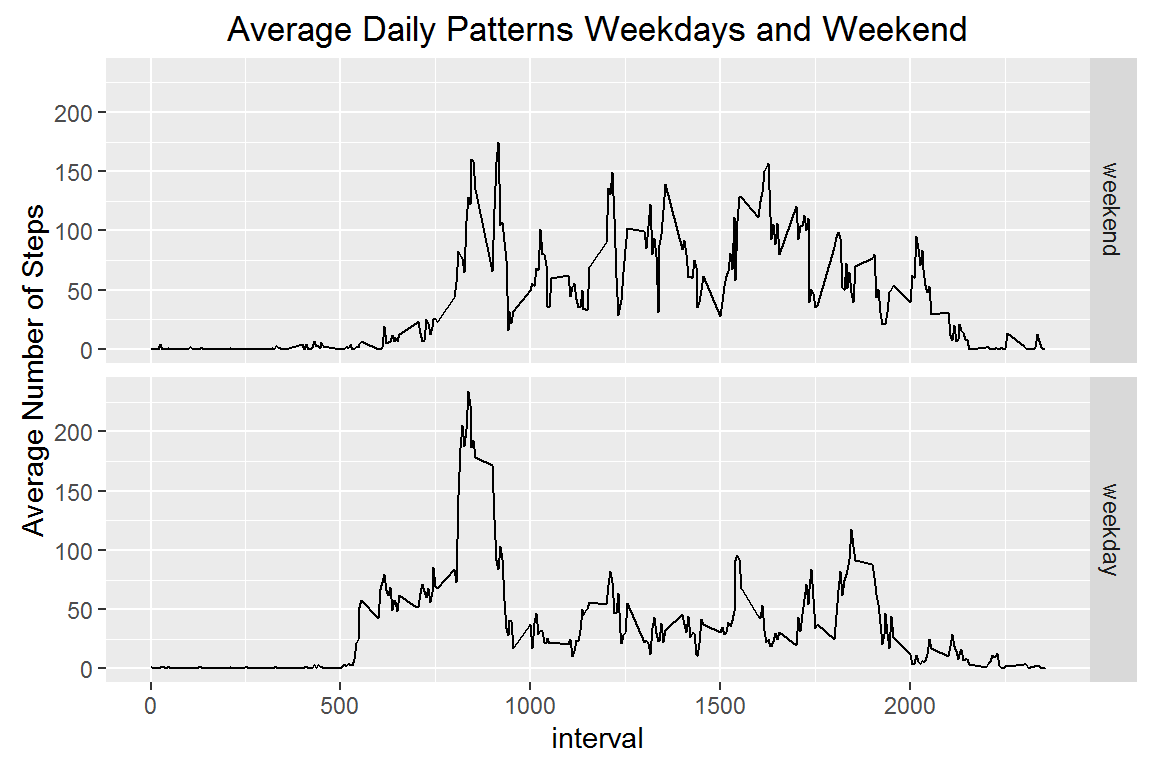 Average Daily Patterns Weekdays and Weekend
Average Number of Steps
200
150
100
50
0
weekend
200
150
100
50
0
weekday
0 500 1000 1500 2000
interval